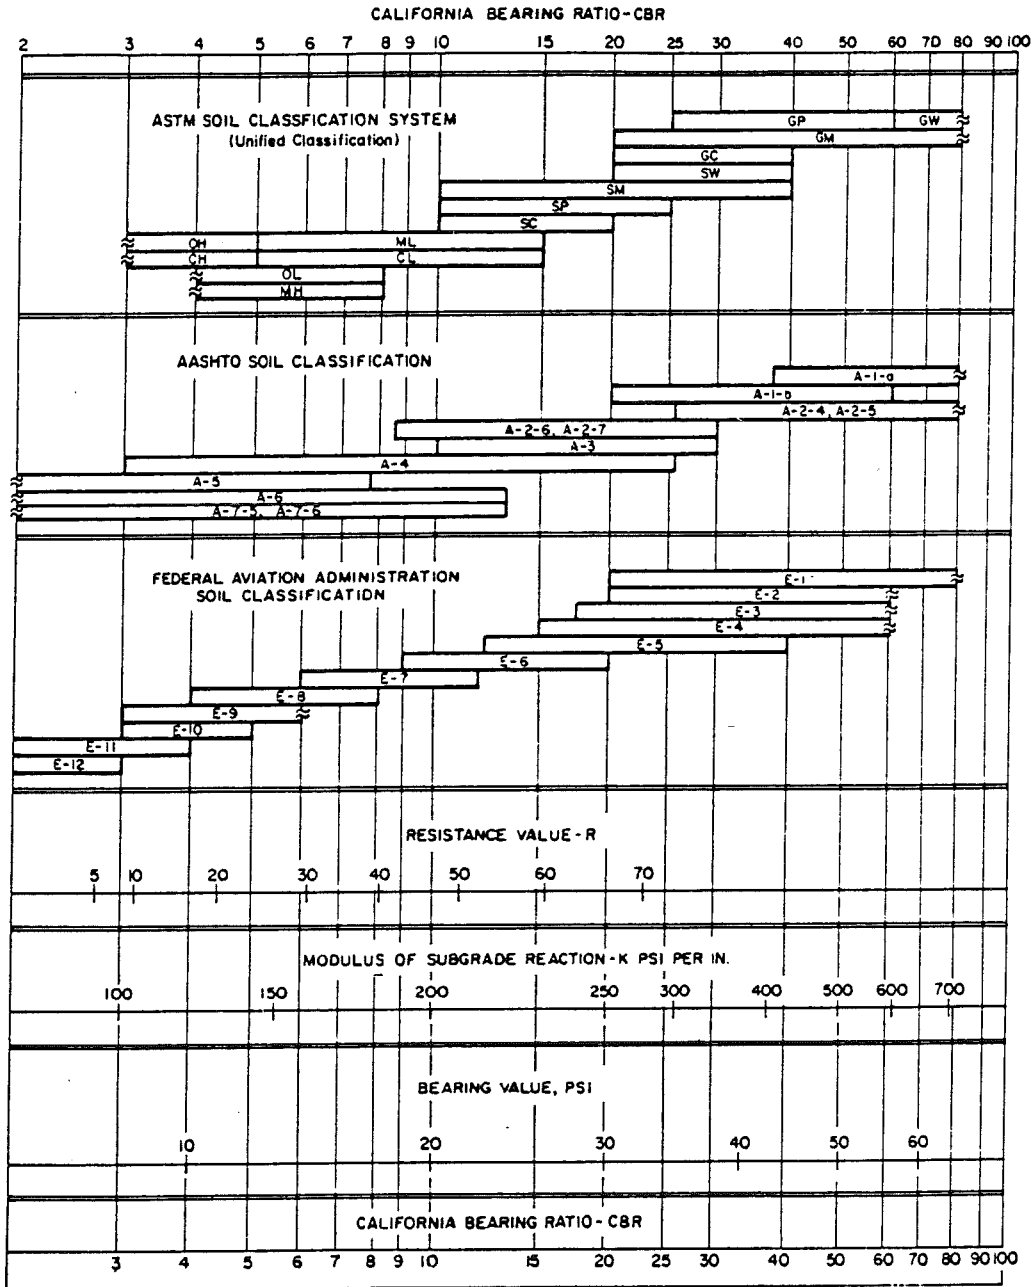 CALIFORNIA BEARING RATIO-CBR
2 3 4 5 6 7 8 9 10 15 20 25 30 40 50 60 70 80 100
ASTM SOIL CLASSFICATION SYSTEM
(Unified Classification)
GP GW
GM
GC
SW
SM
SP
SC
OH ML
CH CL
OL
MH
AASHTO SOIL CLASSIFICATION
A-1-a
A-1-b
A-2-4, A-2-5
A-2-6, A-2-7
A-3
A-4
A-5
A-6
A-7-5, A-7-6
FEDERAL AVIATION ADMINISTRATION
SOIL CLASSIFICATION
E-1
E-2
E-3
E-4
E-5
E-6
E-7
E-8
E-9
E-10
E-11
E-12
RESISTANCE VALUE-R
5 10 20 30 40 50 60 70
MODULUS OF SUBGRADE REACTION-K PSI PER IN.
100 150 200 250 300 400 500 600 700
BEARING VALUE, PSI
10 20 30 40 50 60
CALIFORNIA BEARING RATIO-CBR
3 4 5 6 7 8 9 10 15 20 25 30 40 50 60 70 80 90 100